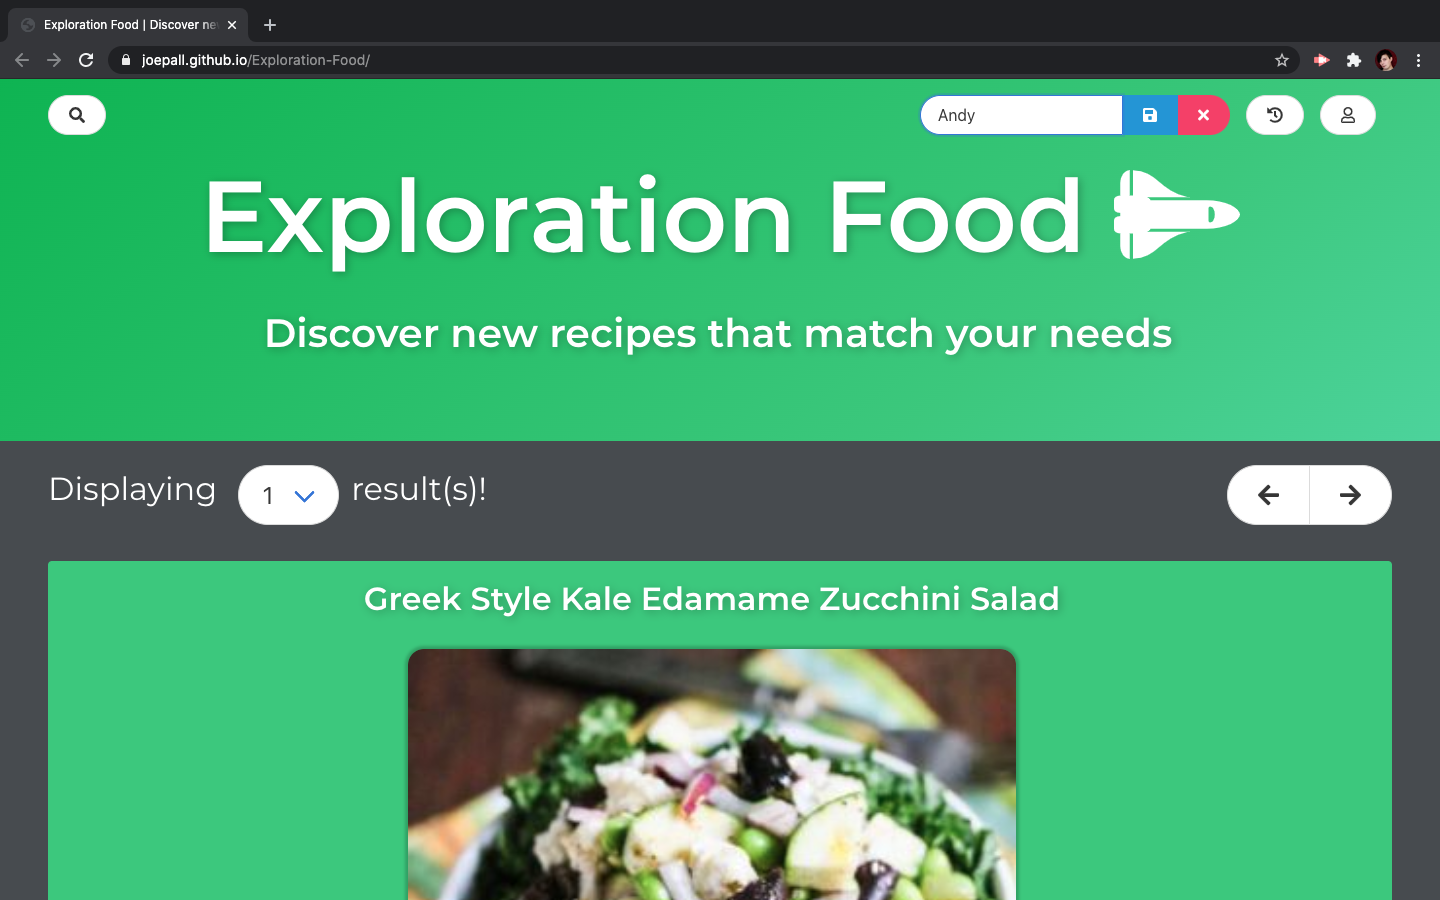 Exploration Food | Discover ne
joepall.github.io/Exploration-Food/
Andy
Exploration Food
Discover new recipes that match your needs
Displaying 1 result(s)!
Greek Style Kale Edamame Zucchini Salad